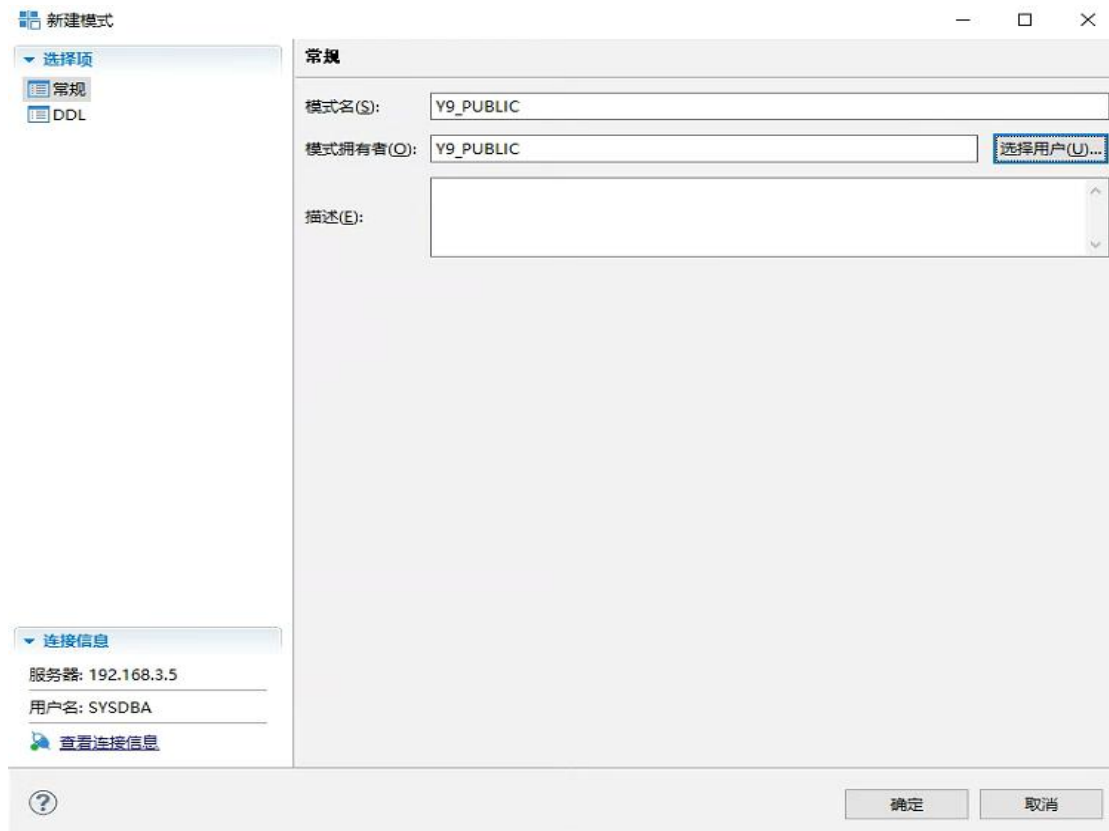 新建模式
选择项
常规
DDL
常规
模式名(S): Y9_PUBLIC
模式拥有者(O): Y9_PUBLIC 选择用户(U)...
描述(E):
连接信息
服务器: 192.168.3.5
用户名: SYSDBA
查看连接信息
?
确定 取消